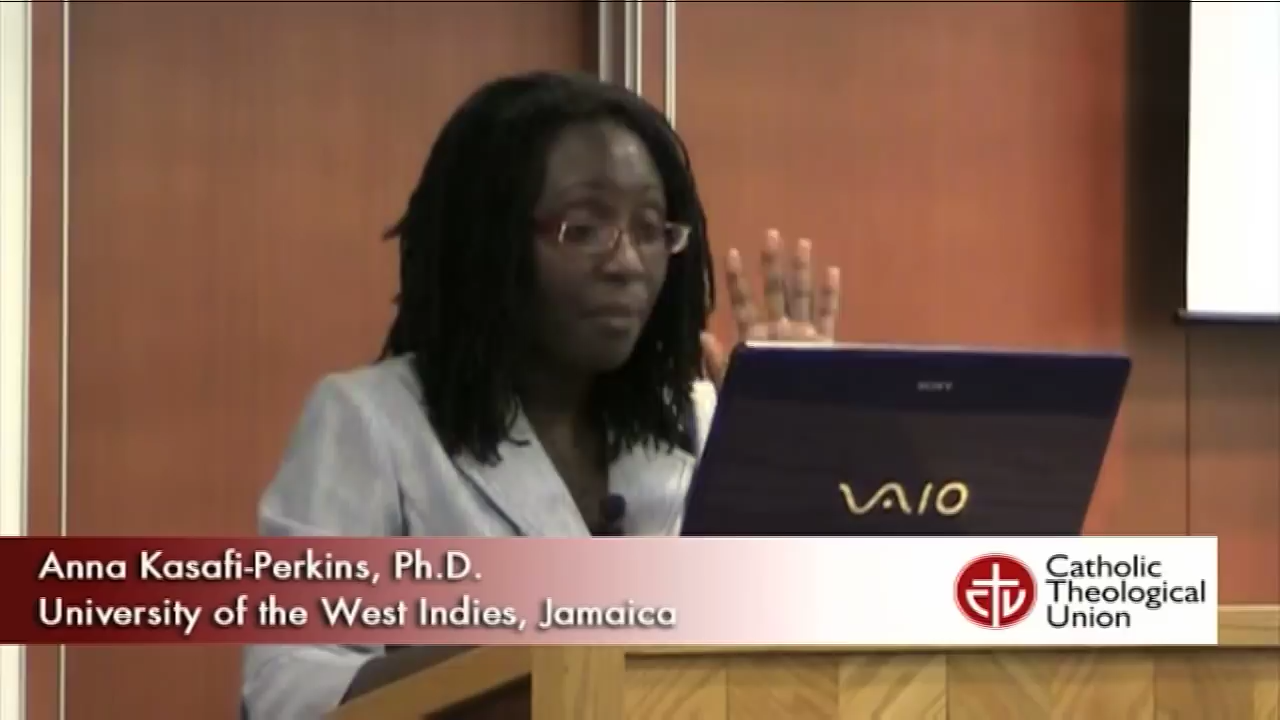 SONY
VAIO
Anna Kasafi-Perkins, Ph.D.
University of the West Indies, Jamaica
Catholic
Theological
Union